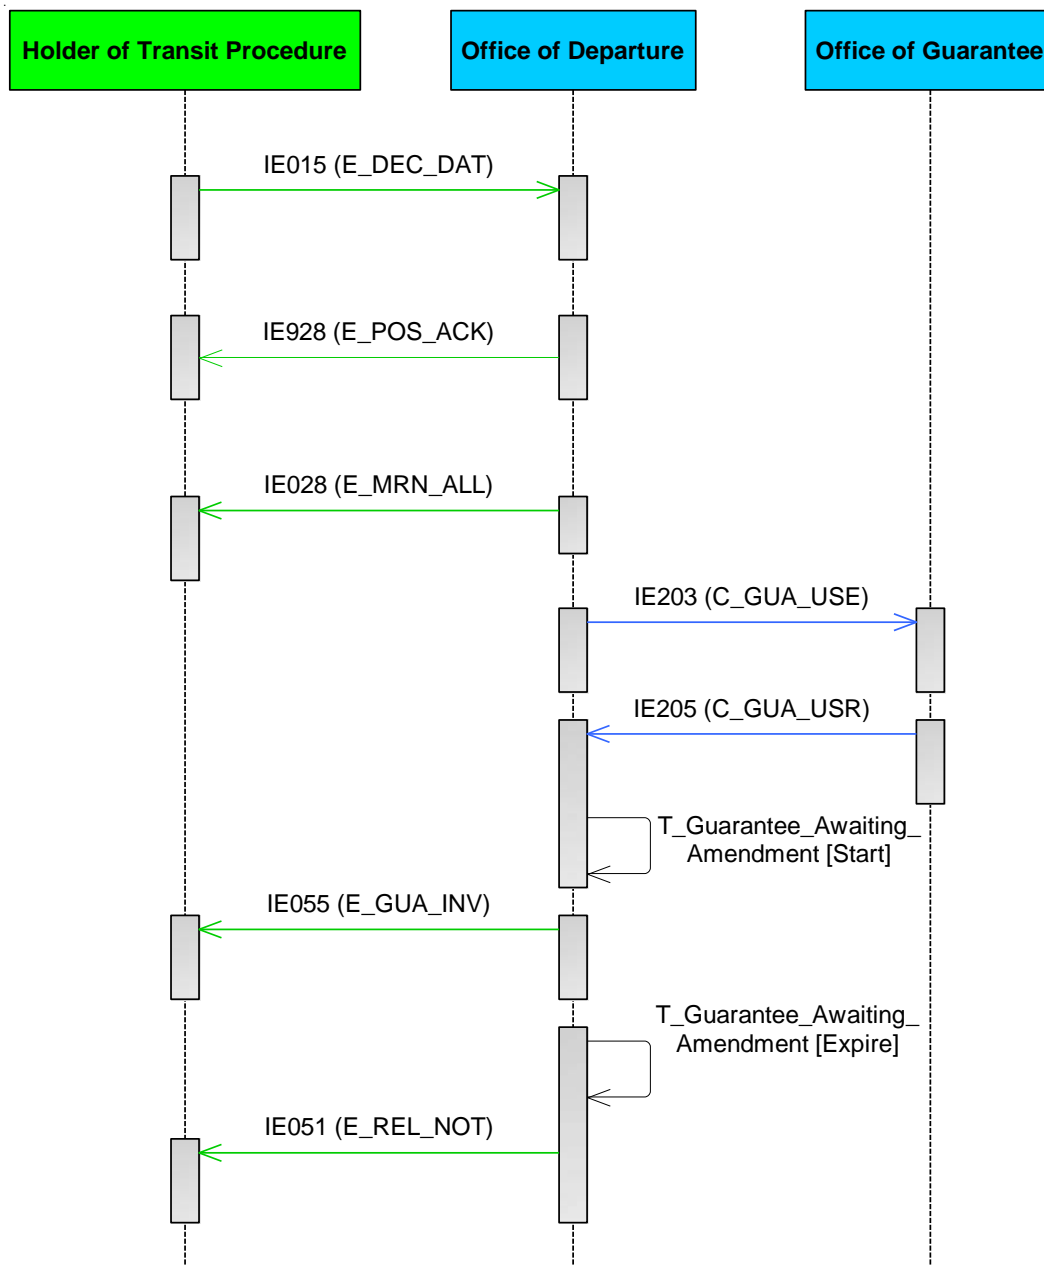 Holder of Transit Procedure
Office of Departure
Office of Guarantee
IE015 (E_DEC_DAT)
IE928 (E_POS_ACK)
IE028 (E_MRN_ALL)
IE203 (C_GUA_USE)
IE205 (C_GUA_USR)
T_Guarantee_Awaiting_
Amendment [Start]
IE055 (E_GUA_INV)
T_Guarantee_Awaiting_
Amendment [Expire]
IE051 (E_REL_NOT)